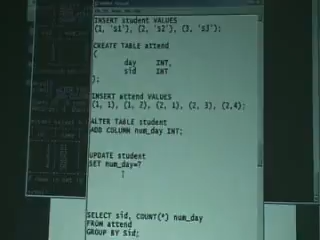 INSERT student VALUES
(1, 's1'), (2, 's2'), (3, 's3');
CREATE TABLE attend
(
day INT,
sid INT
);
INSERT attend VALUES
(1, 1), (1, 2), (2, 1), (2, 3), (2,4);
ALTER TABLE student
ADD COLUMN num_day INT;
UPDATE student
SET num_day=?
SELECT sid, COUNT(*) num_day
FROM attend
GROUP BY Sid;